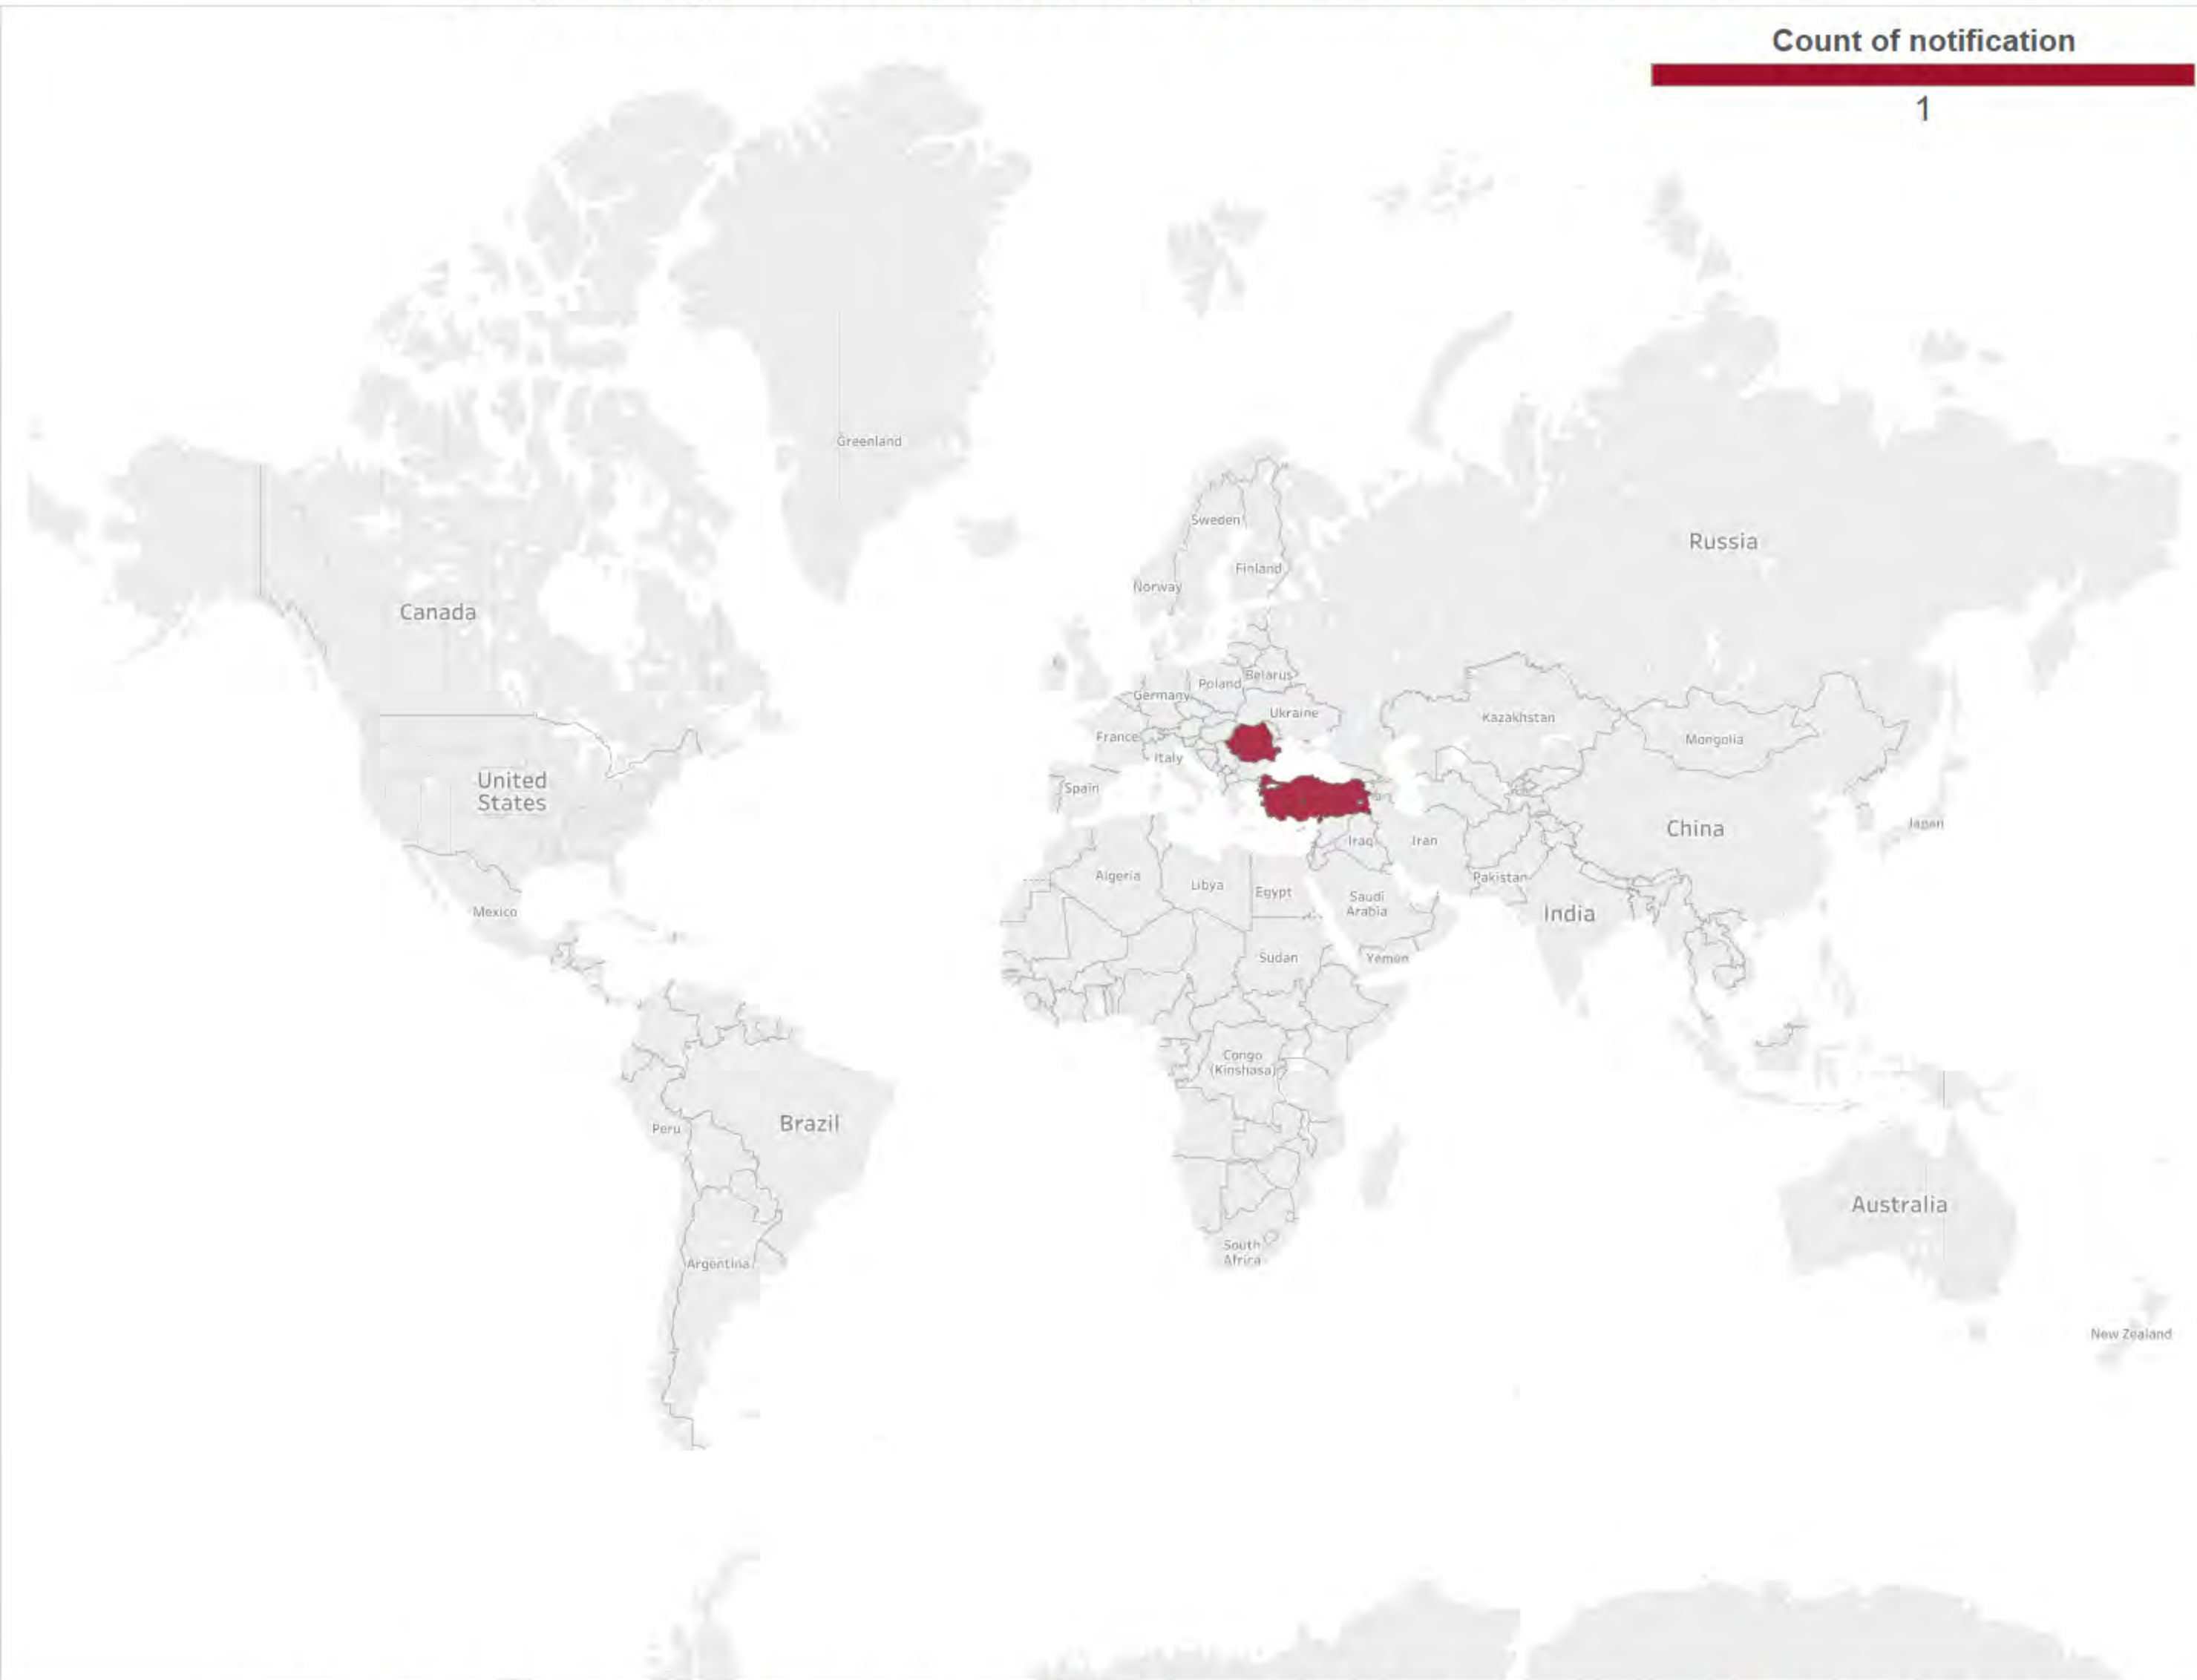 Count of notification
1
Greenland
Sweden
Russia
Finland
Norway
Canada
Belarus
Poland
Germany
Ukraine
Kazakhstan
France
Mongolia
Italy
United
States
Spain
Japan
China
Iraq
Iran
Algeria
Pakistan
Libya
Egypt
Saudi
Arabia
Mexico
India
Sudan
Yemen
Congo
(Kinshasa)
Brazil
Peru
Australia
South
Africa
Argentina
New Zealand